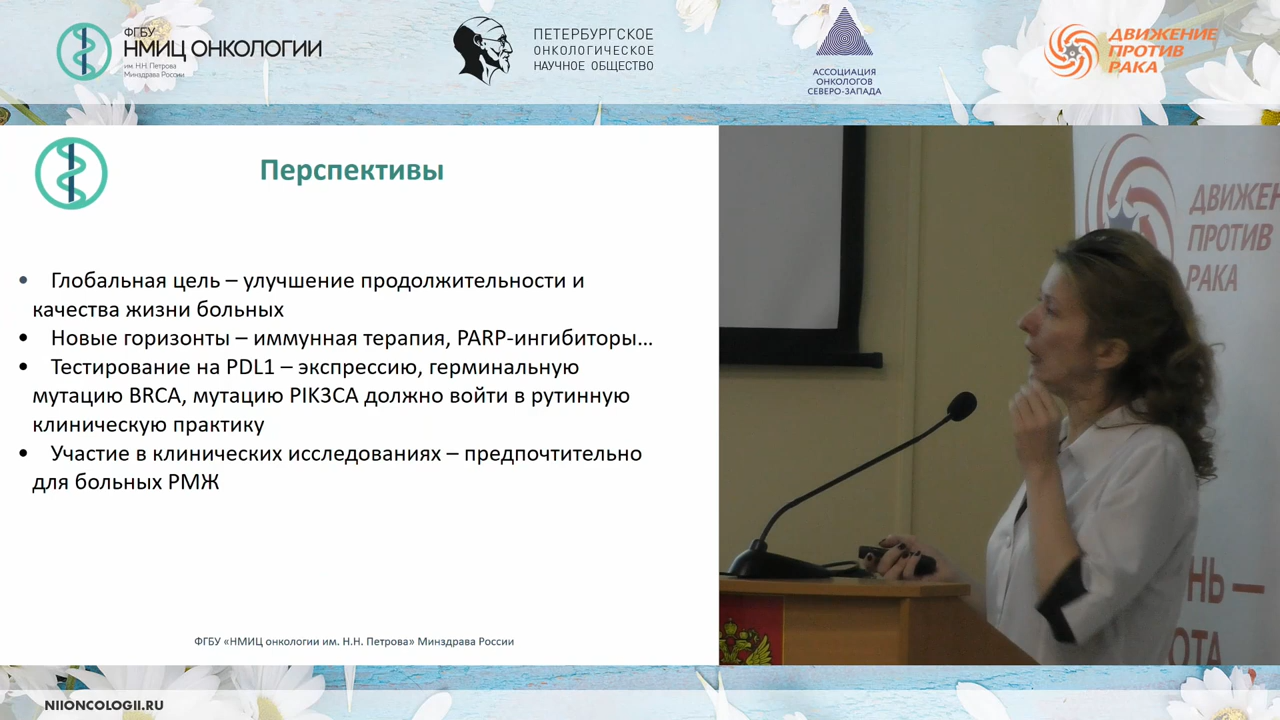 ФГБУ
НМИЦ ОНКОЛОГИИ
им. Н.Н. Петрова
Минздрава России
ПЕТЕРБУРГСКОЕ
ОНКОЛОГИЧЕСКОЕ
НАУЧНОЕ ОБЩЕСТВО
АССОЦИАЦИЯ
ОНКОЛОГОВ
СЕВЕРО-ЗАПАДА
ДВИЖЕНИЕ
ПРОТИВ
РАКА
Перспективы
• Глобальная цель – улучшение продолжительности и
качества жизни больных
• Новые горизонты – иммунная терапия, PARP-ингибиторы...
• Тестирование на PDL1 – экспрессию, герминальную
мутацию BRCA, мутацию PIK3CA должно войти в рутинную
клиническую практику
• Участие в клинических исследованиях – предпочтительно
для больных РМЖ
ФГБУ «НМИЦ онкологии им. Н.Н. Петрова» Минздрава России
ДВИЖЕН
ПРОТИВ
РАКА
НЬ —
ОТА
NIIONCOLOGII.RU